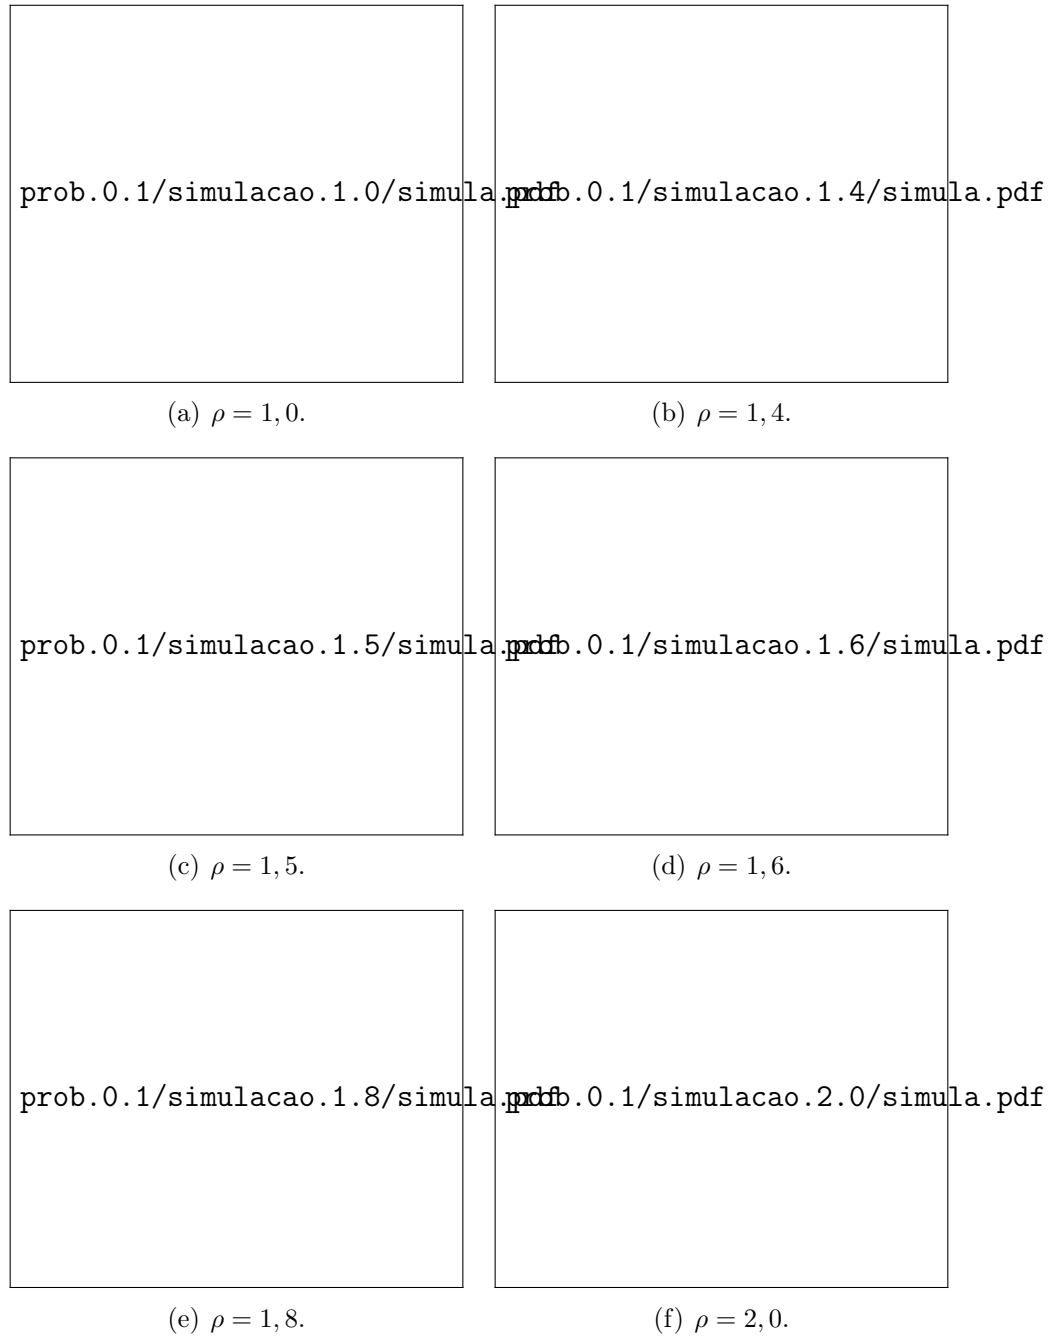 prob.0.1/simulacao.1.0/simula.pdf prob.0.1/simulacao.1.4/simula.pdf
(a) ρ = 1, 0. (b) ρ = 1, 4.
prob.0.1/simulacao.1.5/simula.pdf prob.0.1/simulacao.1.6/simula.pdf
(c) ρ = 1, 5. (d) ρ = 1, 6.
prob.0.1/simulacao.1.8/simula.pdf prob.0.1/simulacao.2.0/simula.pdf
(e) ρ = 1, 8. (f) ρ = 2, 0.